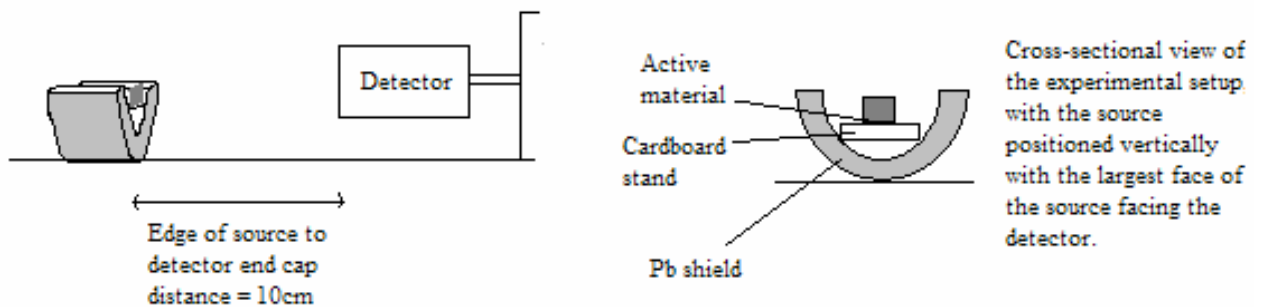 Detector
Edge of source to
detector end cap
distance = 10cm
Active
material
Cardboard
stand
Pb shield
Cross-sectional view of
the experimental setup
with the source
positioned vertically
with the largest face of
the source facing the
detector.